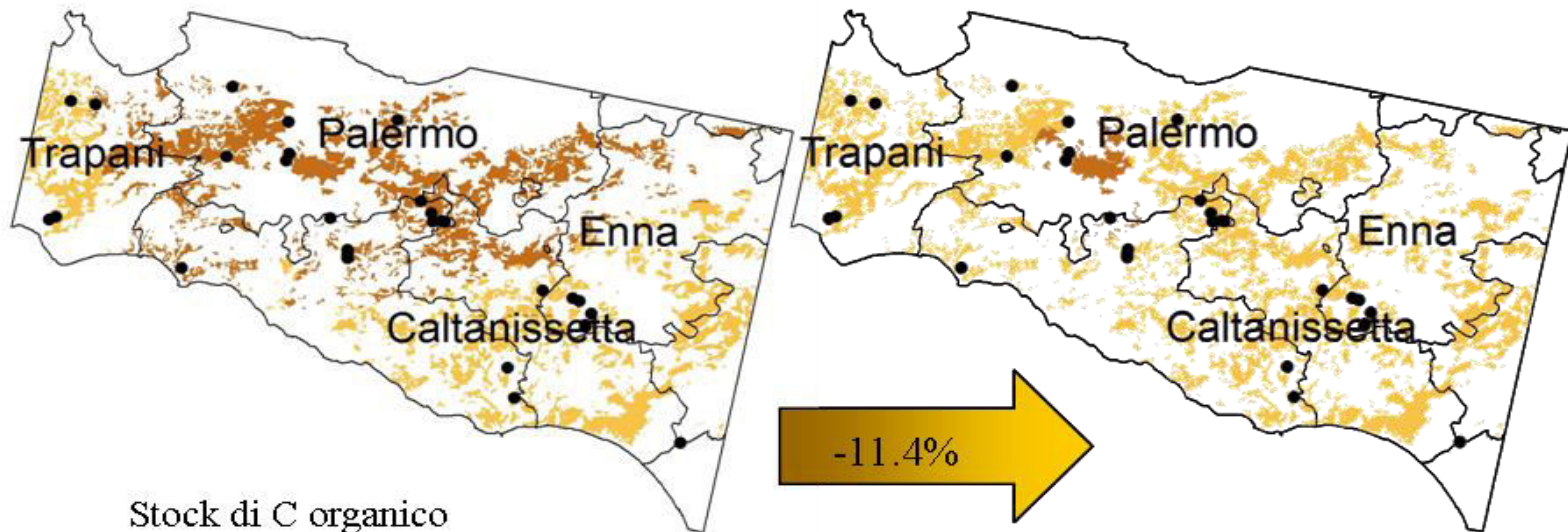 Palermo
Trapani
Enna
Caltanissetta
Palermo
Trapani
Enna
Caltanissetta
-11.4%
Stock di C organico